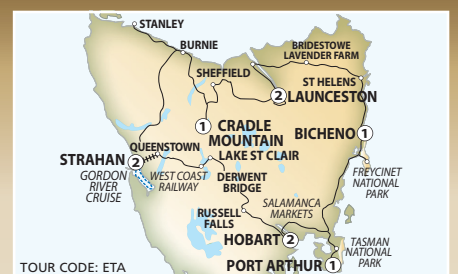 STANLEY
BURNIE
BRIDESTOWE
LAVENDER FARM
SHEFFIELD
ST HELENS
2
LAUNCESTON
1
CRADLE
MOUNTAIN
BICHENO
1
QUEENSTOWN
LAKE ST CLAIR
STRAHAN
2
GORDON
RIVER
CRUISE
WEST COAST
RAILWAY
DERWENT
BRIDGE
FREYCINET
NATIONAL
PARK
SALAMANCA
MARKETS
RUSSELL
FALLS
HOBART
2
TASMAN
NATIONAL
PARK
PORT ARTHUR
1
TOUR CODE: ETA